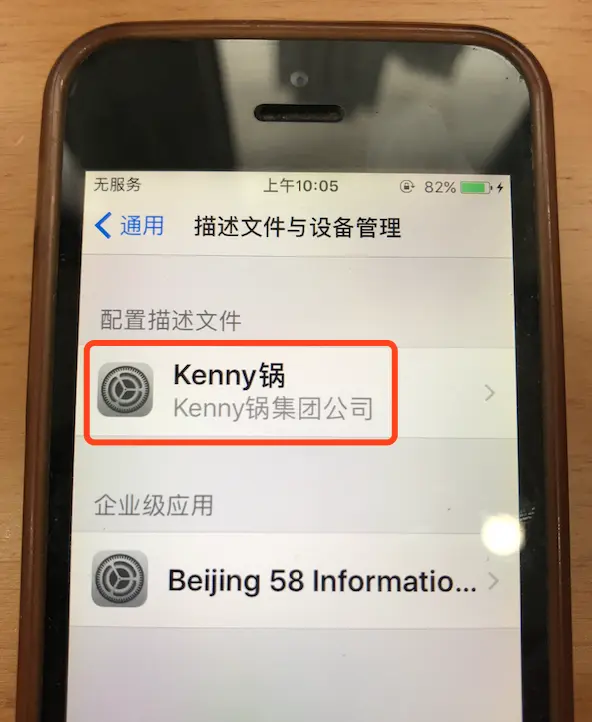 无服务 上午10:05 82%
通用 描述文件与设备管理
配置描述文件
Kenny锅
Kenny锅集团公司
企业级应用
Beijing 58 Informatio...